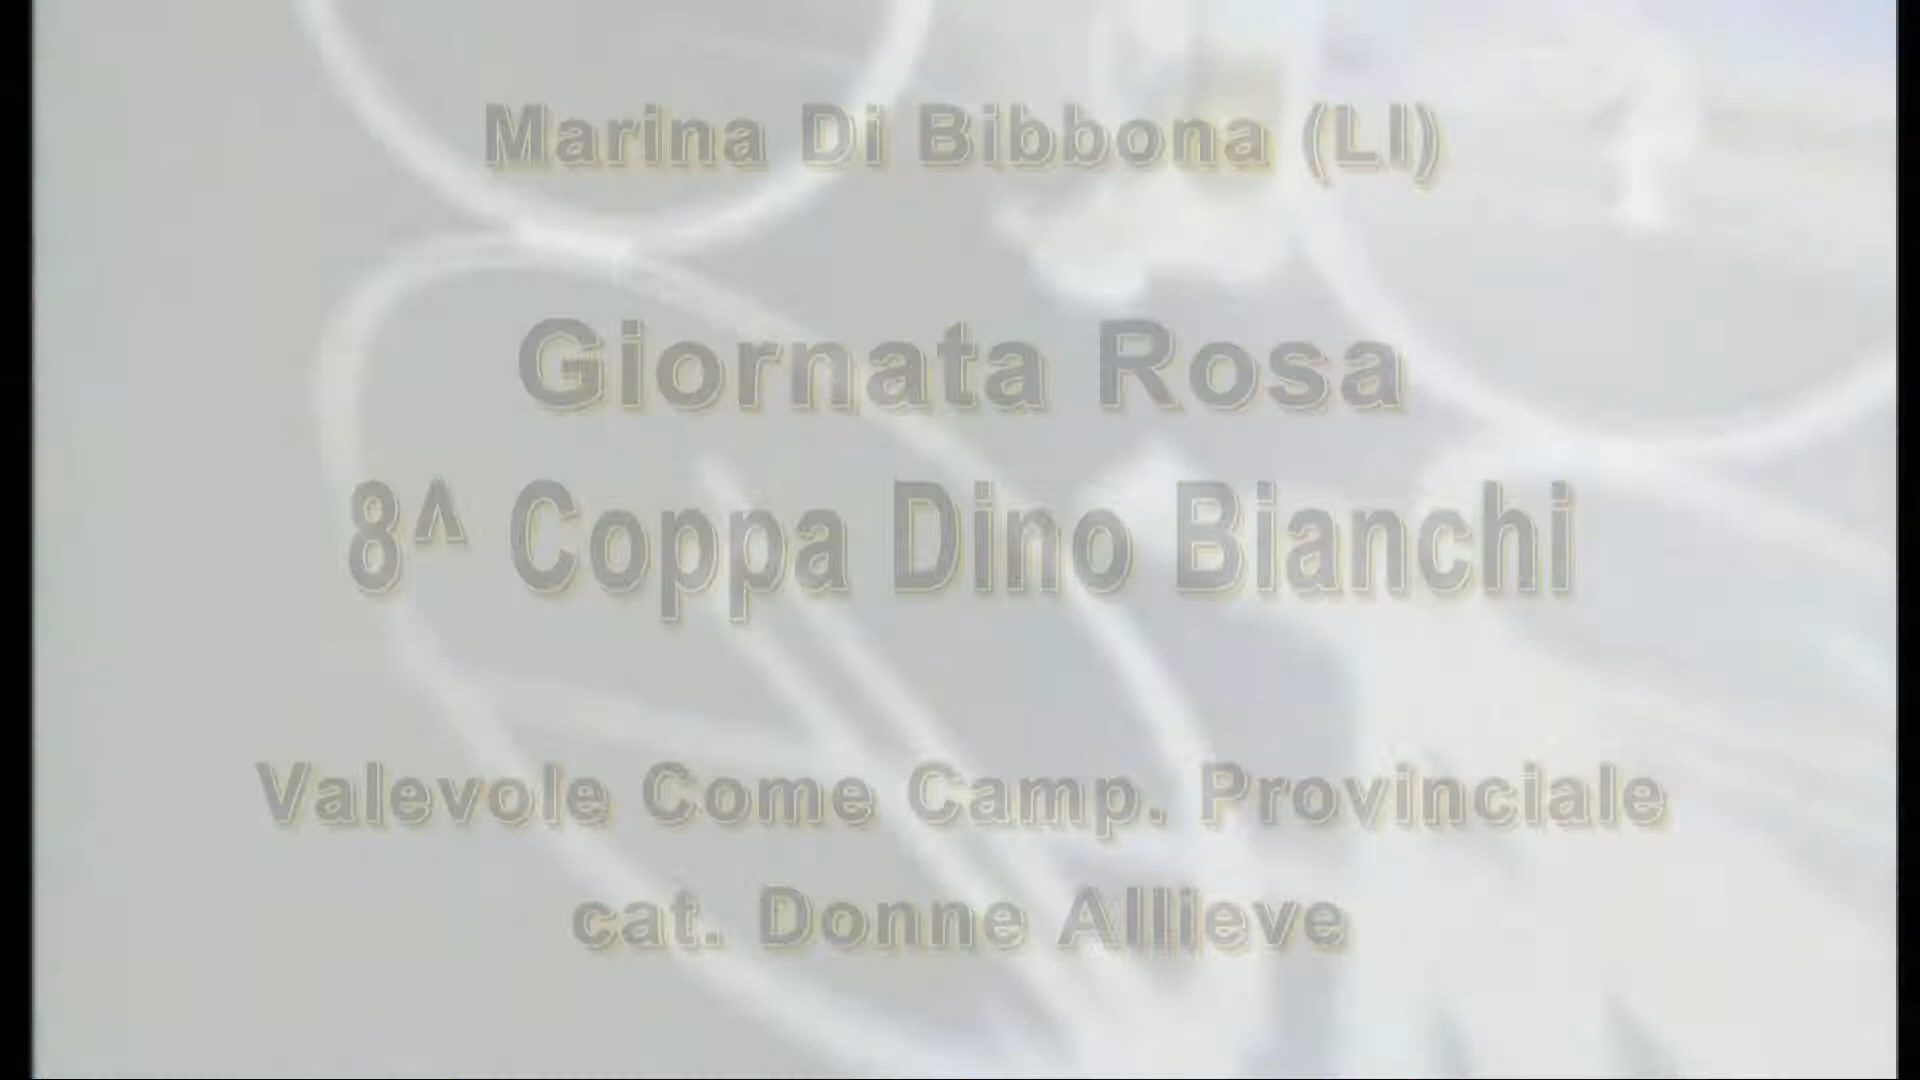 Marina Di Bibbona (LI)
Giornata Rosa
8^ Coppa Dino Bianchi
Valevole Come Camp. Provinciale
cat. Donne Allieve